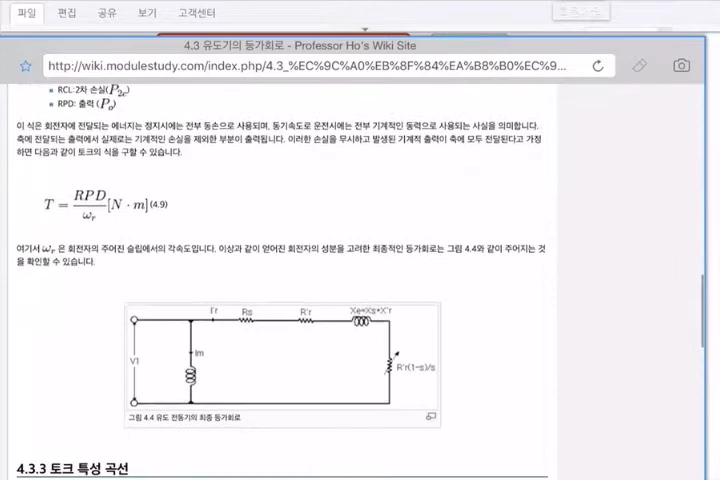 파일 편집 공유 보기 고객센터
4.3 유도기의 등가회로 - Professor Ho's Wiki Site
http://wiki.modulestudy.com/index.php/4.3_%EC%9C%A0%EB%8F%84%EA%B8%B0%EC%9D...
RCL:2차 손실(P₂c)
RPD: 출력 (Pₒ)
이 식은 회전자에 전달되는 에너지는 정지시에는 전부 동손으로 사용되며, 동기속도로 운전시에는 전부 기계적인 동력으로 사용되는 사실을 의미합니다.
축에 전달되는 출력에서 실제로는 기계적인 손실을 제외한 부분이 출력됩니다. 이러한 손실을 무시하고 발생된 기계적 출력이 축에 모두 전달된다고 가정
하면 다음과 같이 토크의 식을 구할 수 있습니다.
T = RPD/ωᵣ [N · m] (4.9)
여기서 ωᵣ 은 회전자의 주어진 슬립에서의 각속도입니다. 이상과 같이 얻어진 회전자의 성분을 고려한 최종적인 등가회로는 그림 4.4와 같이 주어지는 것
을 확인할 수 있습니다.
I'r Rs R'r Xe=Xs+X'r
Im
V1
R'r(1-s)/s
그림 4.4 유도 전동기의 최종 등가회로
4.3.3 토크 특성 곡선